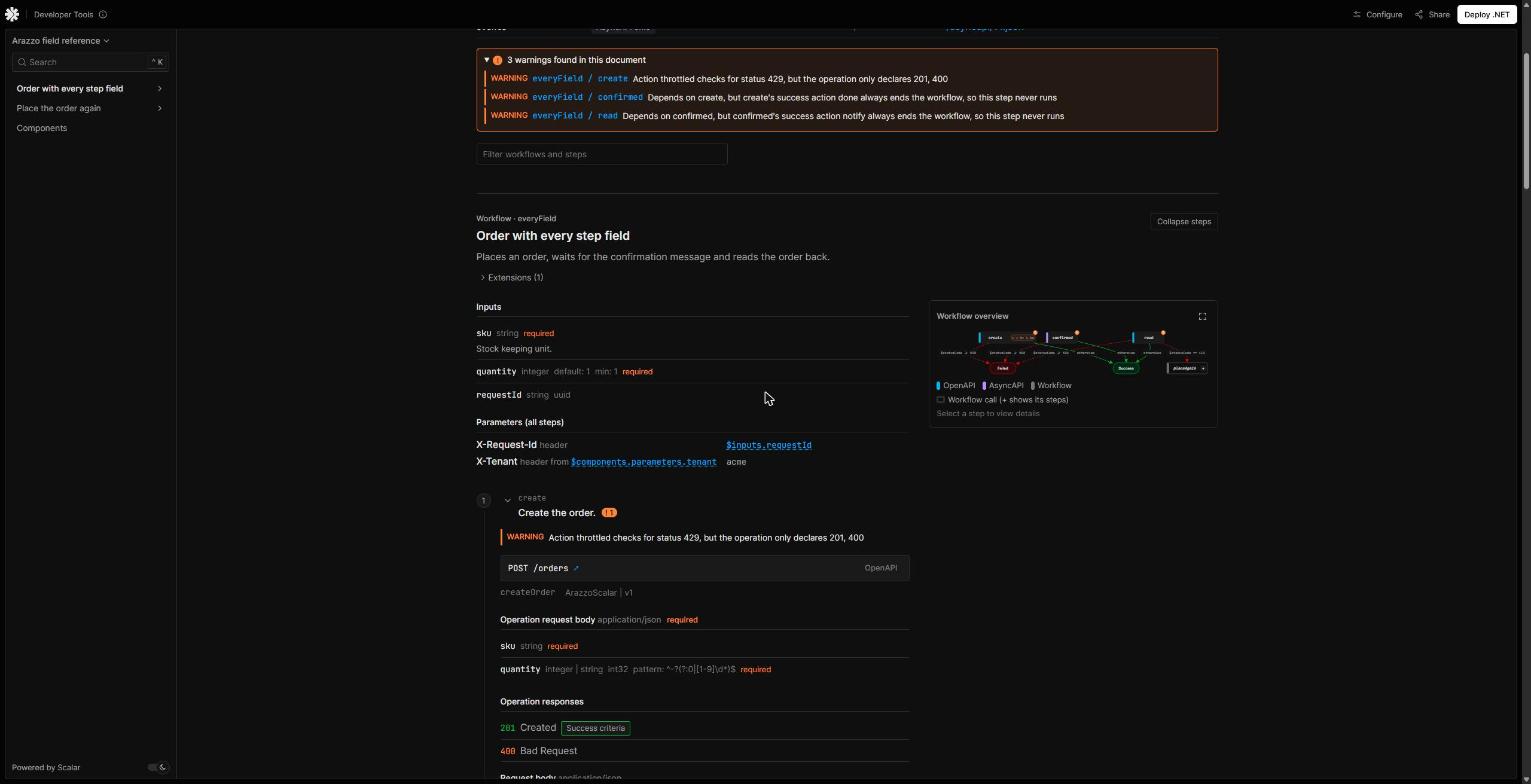 Developer Tools
Configure
Share
Deploy .NET
Arazzo field reference
Search
^ K
Order with every step field
Place the order again
Components
3 warnings found in this document
WARNING everyField / create Action throttled checks for status 429, but the operation only declares 201, 400
WARNING everyField / confirmed Depends on create, but create's success action done always ends the workflow, so this step never runs
WARNING everyField / read Depends on confirmed, but confirmed's success action notify always ends the workflow, so this step never runs
Filter workflows and steps
Workflow · everyField
Collapse steps
Order with every step field
Places an order, waits for the confirmation message and reads the order back.
Extensions (1)
Inputs
sku string required
Stock keeping unit.
quantity integer default: 1 min: 1 required
requestId string uuid
Parameters (all steps)
X-Request-Id header $inputs.requestId
X-Tenant header from $components.parameters.tenant acme
Workflow overview
create
confirmed
read
otherwise
otherwise
otherwise
Failed
Success
OpenAPI AsyncAPI Workflow
Workflow call (+ shows its steps)
Select a step to view details
1
create
Create the order. ! 1
WARNING Action throttled checks for status 429, but the operation only declares 201, 400
POST /orders ↗ OpenAPI
createOrder ArazzoScalar | v1
Operation request body application/json required
sku string required
quantity integer | string int32 pattern: ^-?(?:0|[1-9]\d*)$ required
Operation responses
201 Created Success criteria
400 Bad Request
Request body application/json
Powered by Scalar